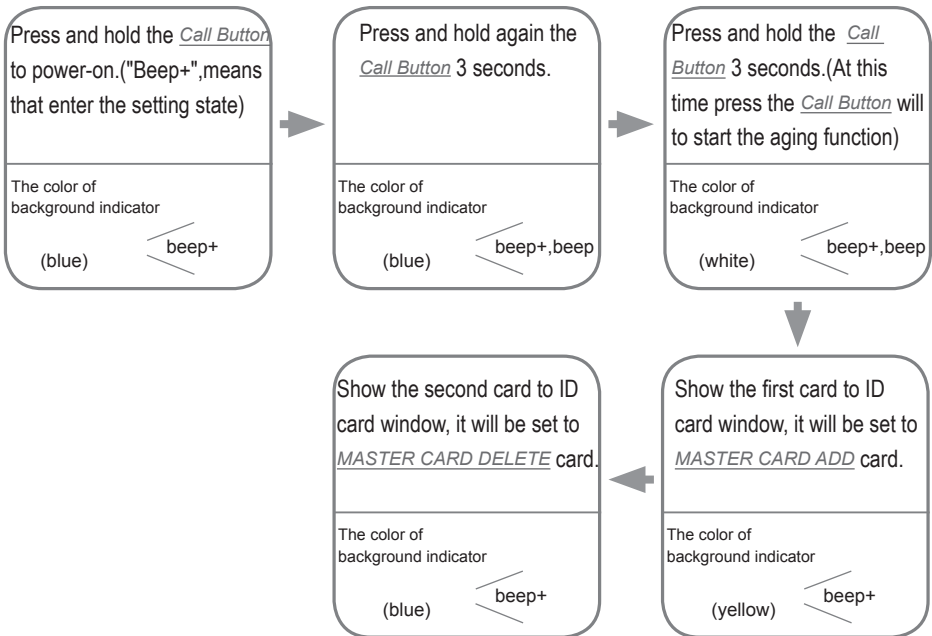 Press and hold the Call Button
to power-on.("Beep+",means
that enter the setting state)
The color of
background indicator
(blue)
beep+
Press and hold again the
Call Button 3 seconds.
The color of
background indicator
(blue)
beep+,beep
Press and hold the Call
Button 3 seconds.(At this
time press the Call Button will
to start the aging function)
The color of
background indicator
(white)
beep+,beep
Show the first card to ID
card window, it will be set to
MASTER CARD ADD card.
The color of
background indicator
(yellow)
beep+
Show the second card to ID
card window, it will be set to
MASTER CARD DELETE card.
The color of
background indicator
(blue)
beep+